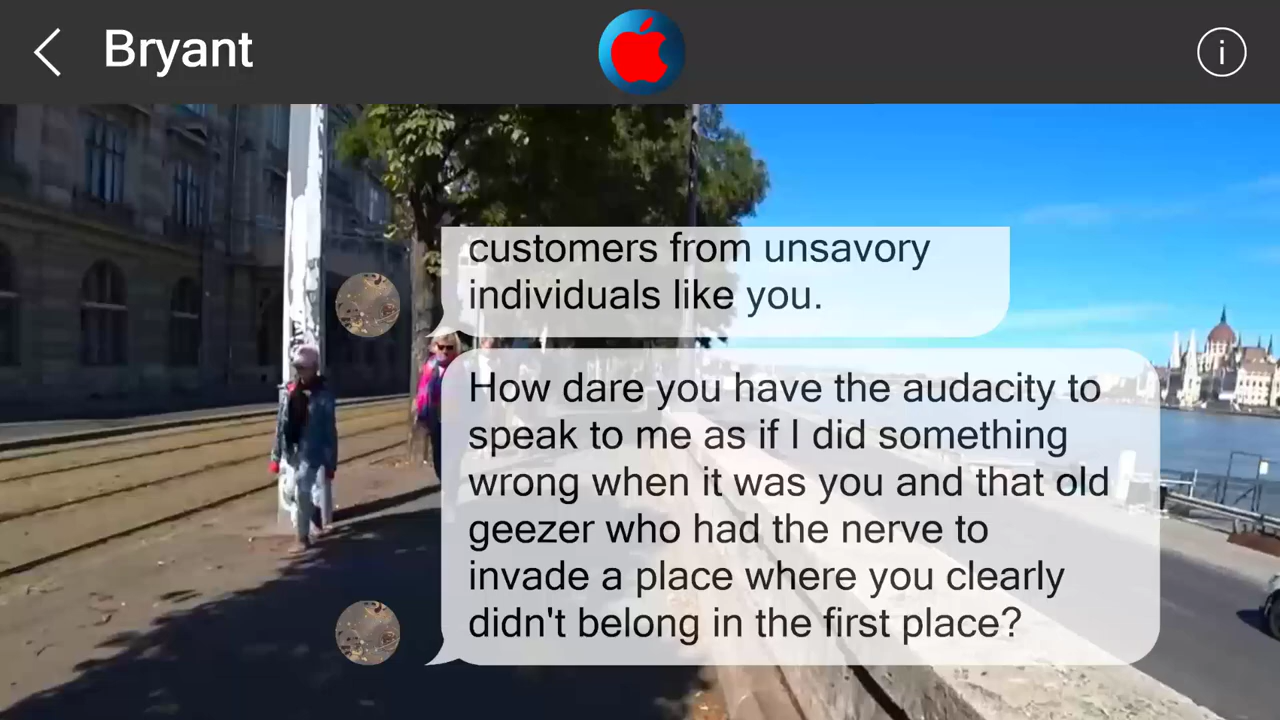 Bryant
i
customers from unsavory
individuals like you.
How dare you have the audacity to
speak to me as if I did something
wrong when it was you and that old
geezer who had the nerve to
invade a place where you clearly
didn't belong in the first place?